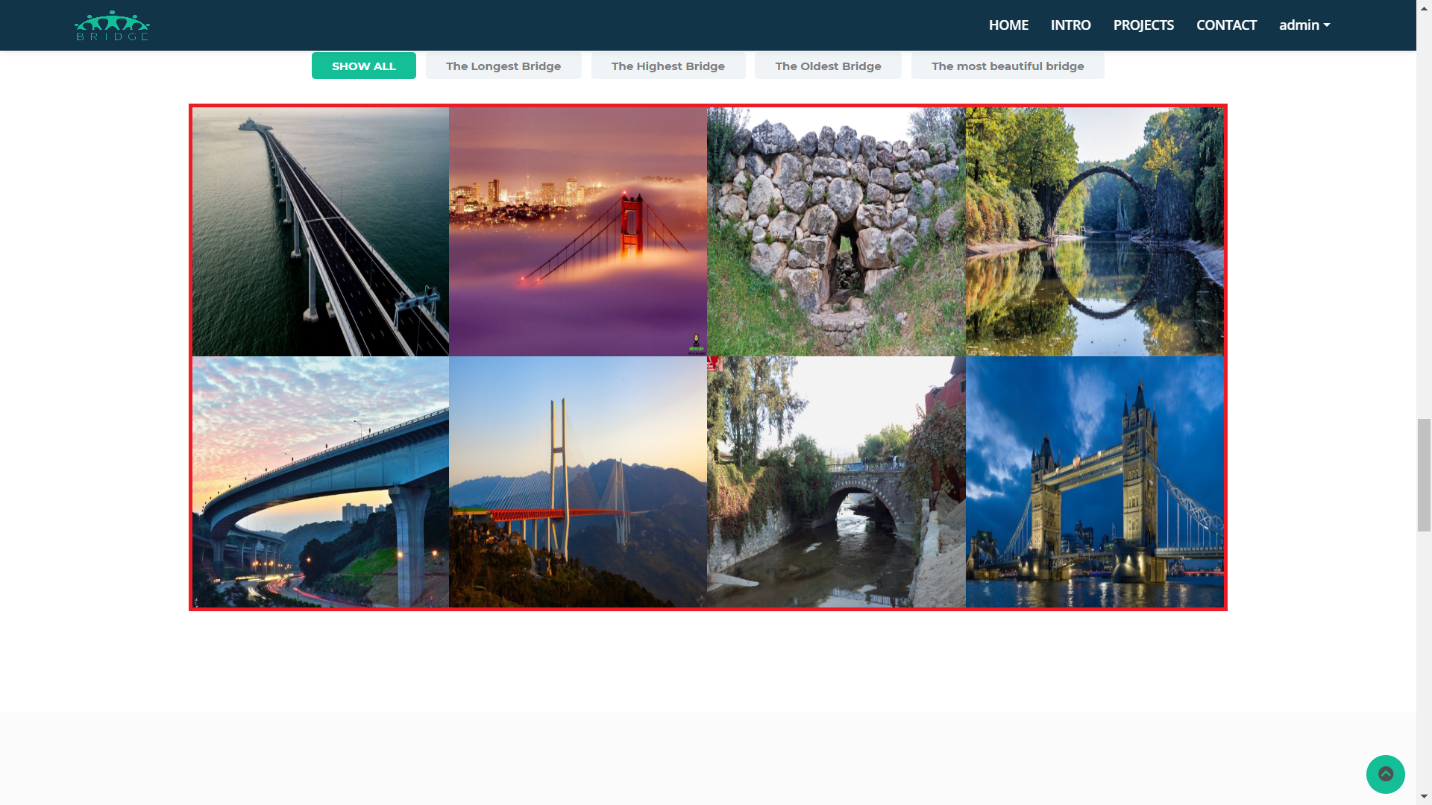 BRIDGE
HOME INTRO PROJECTS CONTACT admin
SHOW ALL The Longest Bridge The Highest Bridge The Oldest Bridge The most beautiful bridge